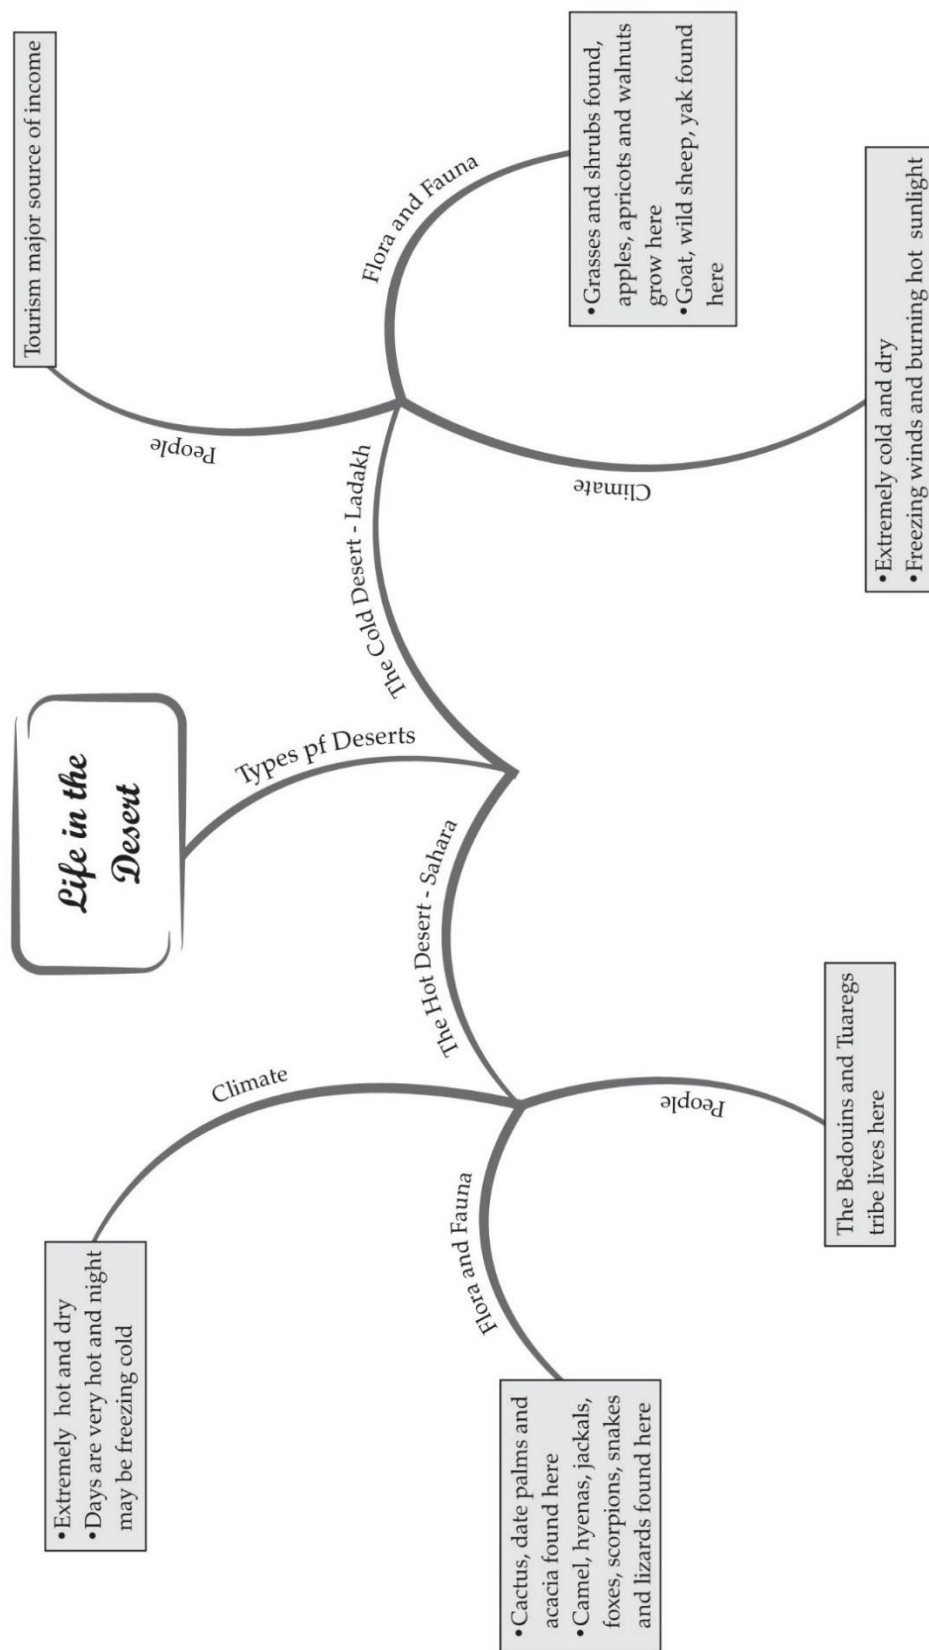 Life in the
Desert
Types pf Deserts
The Hot Desert - Sahara
Climate
•Extremely hot and dry
•Days are very hot and night
may be freezing cold
Flora and Fauna
•Cactus, date palms and
acacia found here
•Camel, hyenas, jackals,
foxes, scorpions, snakes
and lizards found here
People
The Bedouins and Tuaregs
tribe lives here
The Cold Desert - Ladakh
People
Tourism major source of income
Flora and Fauna
•Grasses and shrubs found,
apples, apricots and walnuts
grow here
•Goat, wild sheep, yak found
here
Climate
•Extremely cold and dry
•Freezing winds and burning hot sunlight